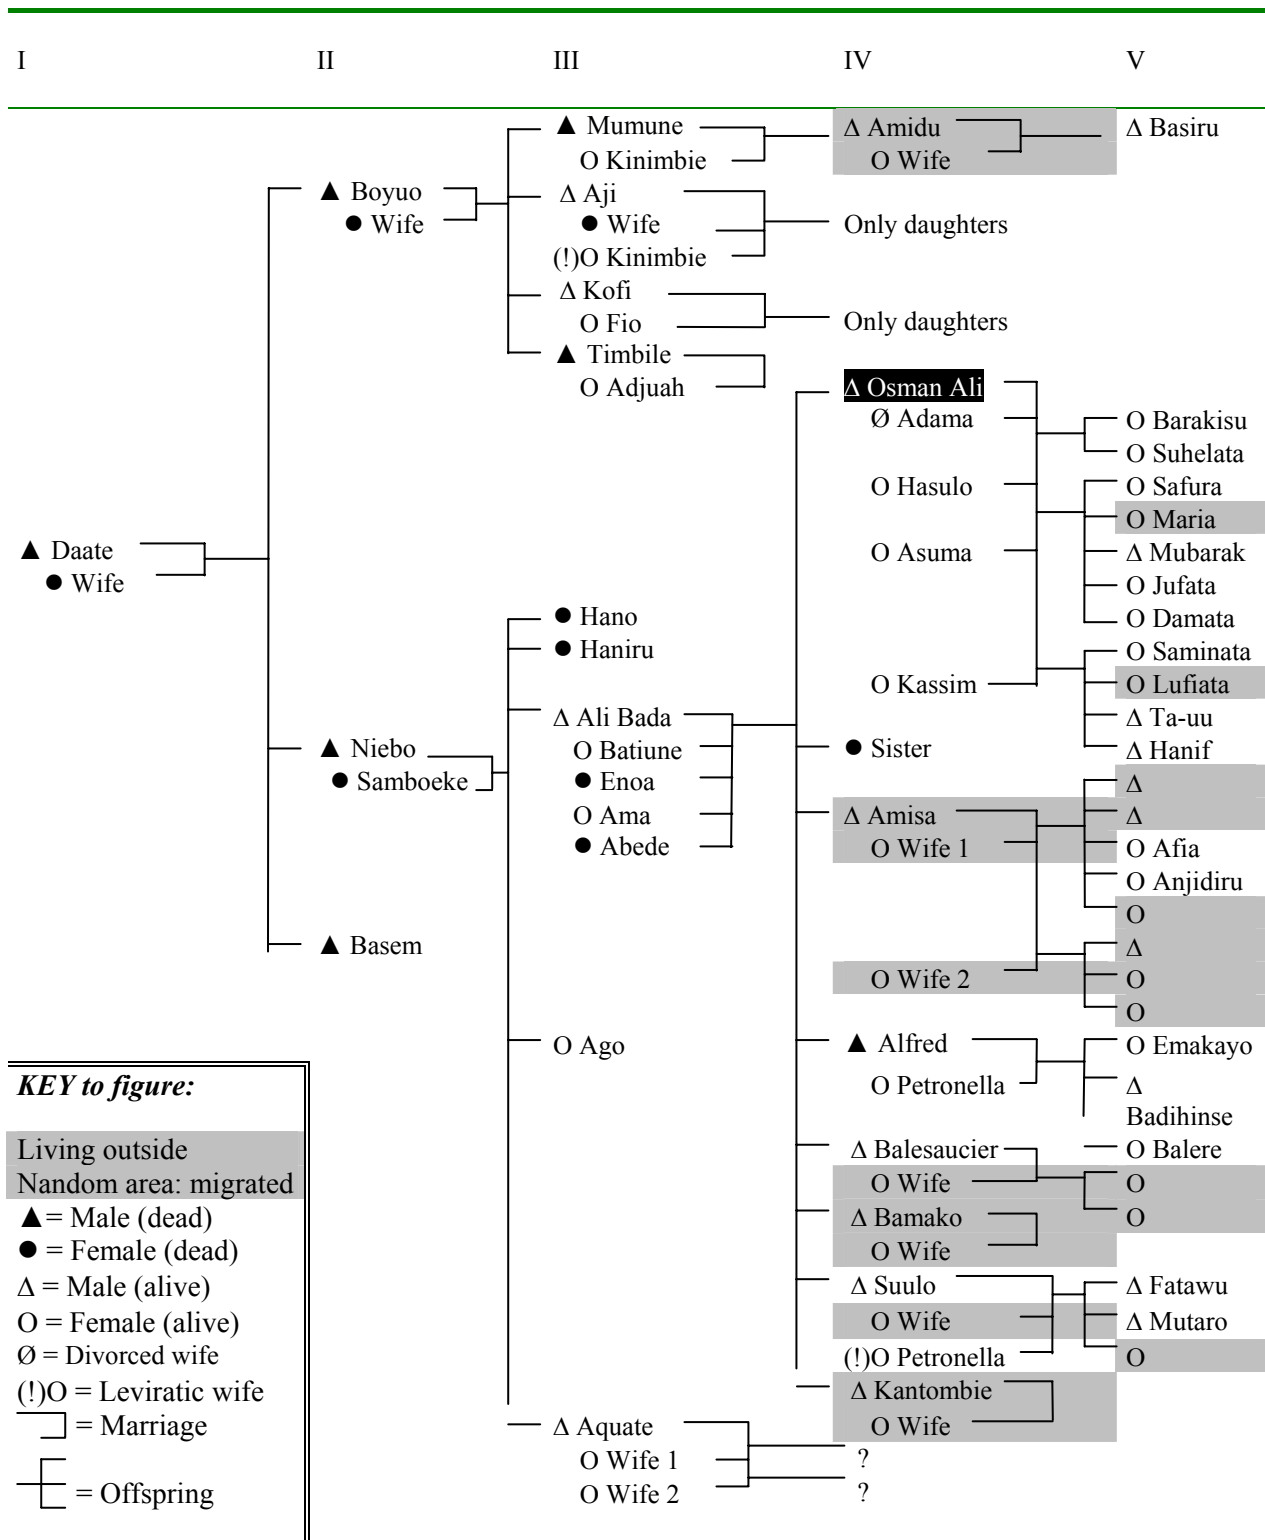 I II III IV V
▲ Mumune Δ Amidu Δ Basiru
O Kinimbie O Wife
▲ Boyuo Δ Aji
● Wife ● Wife Only daughters
(!)O Kinimbie
Δ Kofi
O Fio Only daughters
▲ Timbile
O Adjuah Δ Osman Ali
Ø Adama O Barakisu
O Suhelata
O Hasulo O Safura
O Maria
▲ Daate O Asuma Δ Mubarak
● Wife O Jufata
● Hano O Damata
● Haniru O Saminata
O Kassim O Lufiata
Δ Ali Bada Δ Ta-uu
▲ Niebo O Batiune ● Sister Δ Hanif
● Samboeke ● Enoa Δ
O Ama Δ Amisa Δ
● Abede O Wife 1 O Afia
O Anjidiru
O
▲ Basem Δ
O Wife 2 O
O
O Ago ▲ Alfred O Emakayo
O Petronella Δ
Badihinse
Δ Balesaucier O Balere
O Wife O
Δ Bamako O
O Wife
Δ Suulo Δ Fatawu
O Wife Δ Mutaro
(!)O Petronella O
Δ Kantombie
Δ Aquate O Wife
O Wife 1 ?
O Wife 2 ?
KEY to figure:
Living outside
Nandom area: migrated
▲= Male (dead)
● = Female (dead)
Δ = Male (alive)
O = Female (alive)
Ø = Divorced wife
(!)O = Leviratic wife
= Marriage
= Offspring